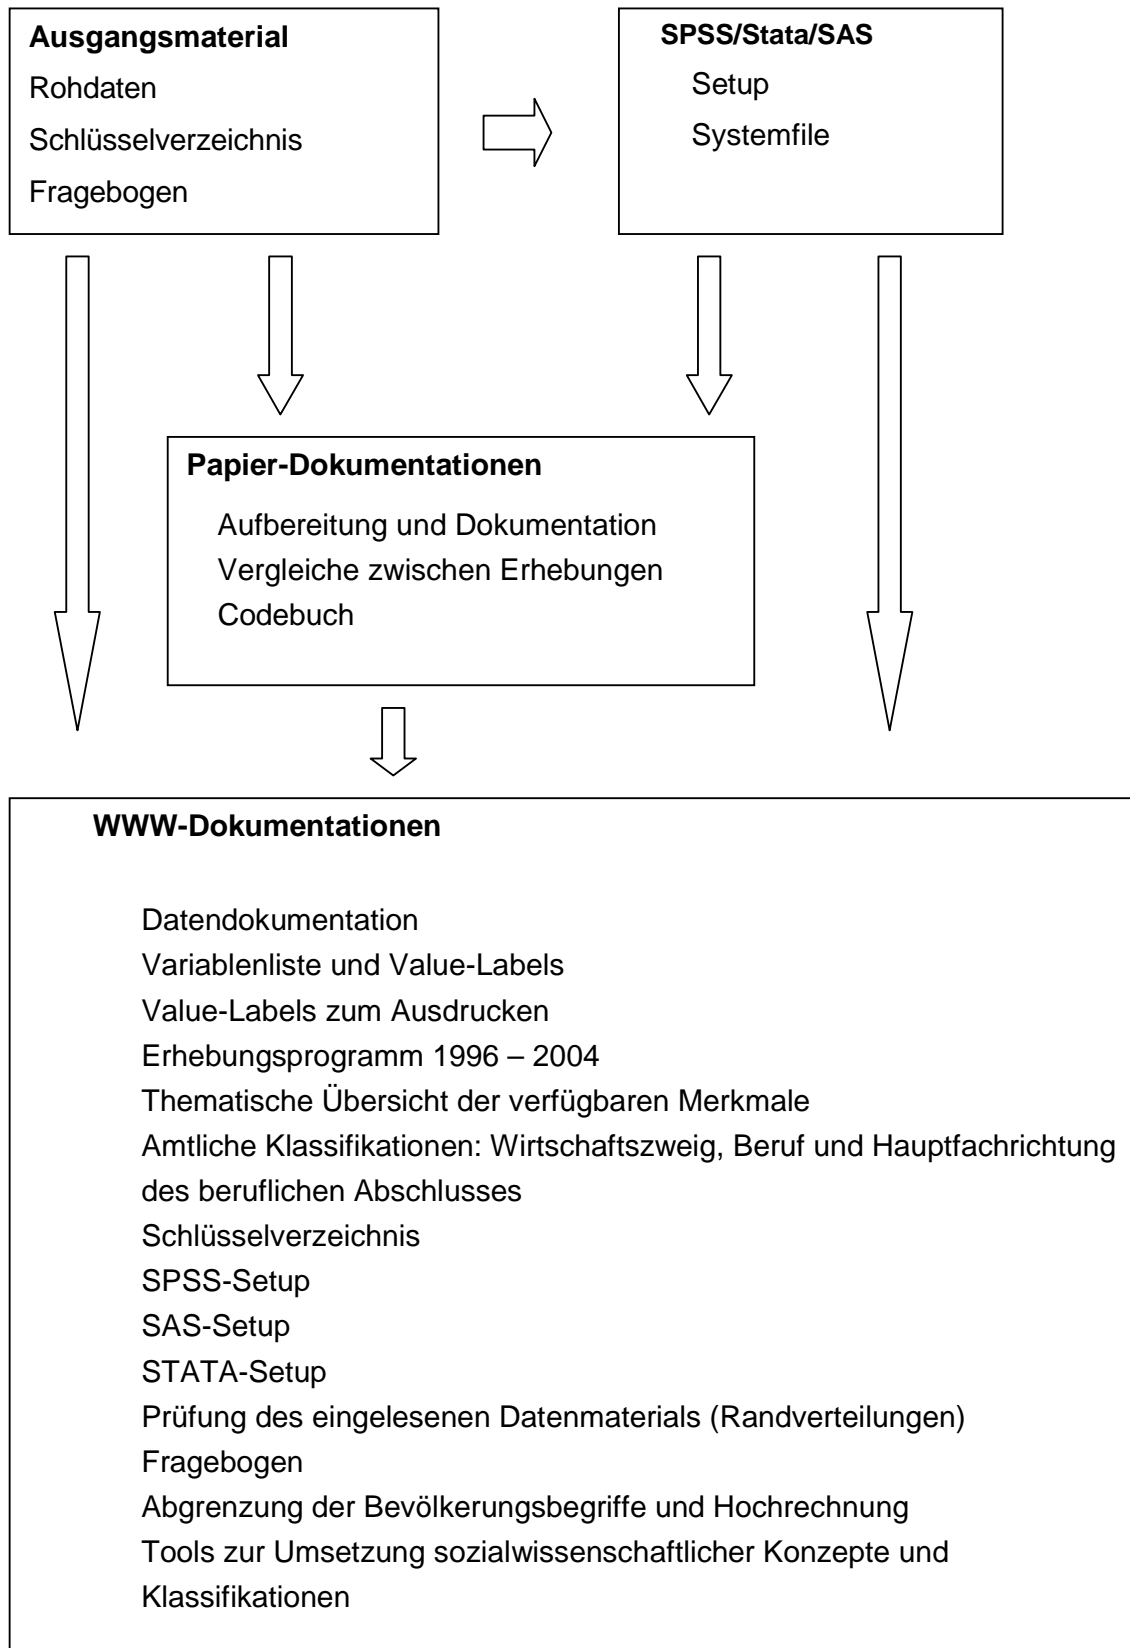 Ausgangsmaterial
Rohdaten
Schlüsselverzeichnis
Fragebogen
SPSS/Stata/SAS
Setup
Systemfile
Papier-Dokumentationen
Aufbereitung und Dokumentation
Vergleiche zwischen Erhebungen
Codebuch
WWW-Dokumentationen
Datendokumentation
Variablenliste und Value-Labels
Value-Labels zum Ausdrucken
Erhebungsprogramm 1996 – 2004
Thematische Übersicht der verfügbaren Merkmale
Amtliche Klassifikationen: Wirtschaftszweig, Beruf und Hauptfachrichtung
des beruflichen Abschlusses
Schlüsselverzeichnis
SPSS-Setup
SAS-Setup
STATA-Setup
Prüfung des eingelesenen Datenmaterials (Randverteilungen)
Fragebogen
Abgrenzung der Bevölkerungsbegriffe und Hochrechnung
Tools zur Umsetzung sozialwissenschaftlicher Konzepte und
Klassifikationen